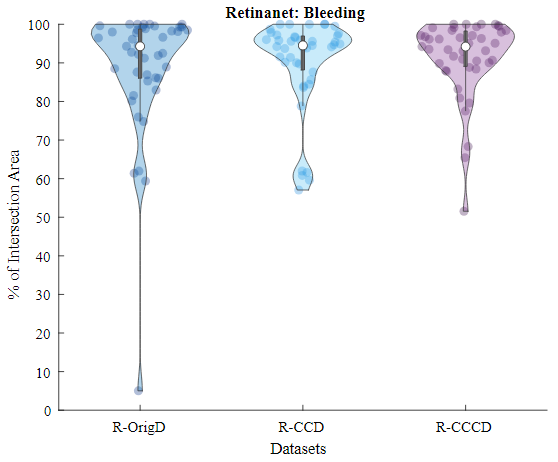 Retinanet: Bleeding
100
90
80
70
60
50
40
30
20
10
0
% of Intersection Area
R-OrigD
R-CCD
R-CCCD
Datasets